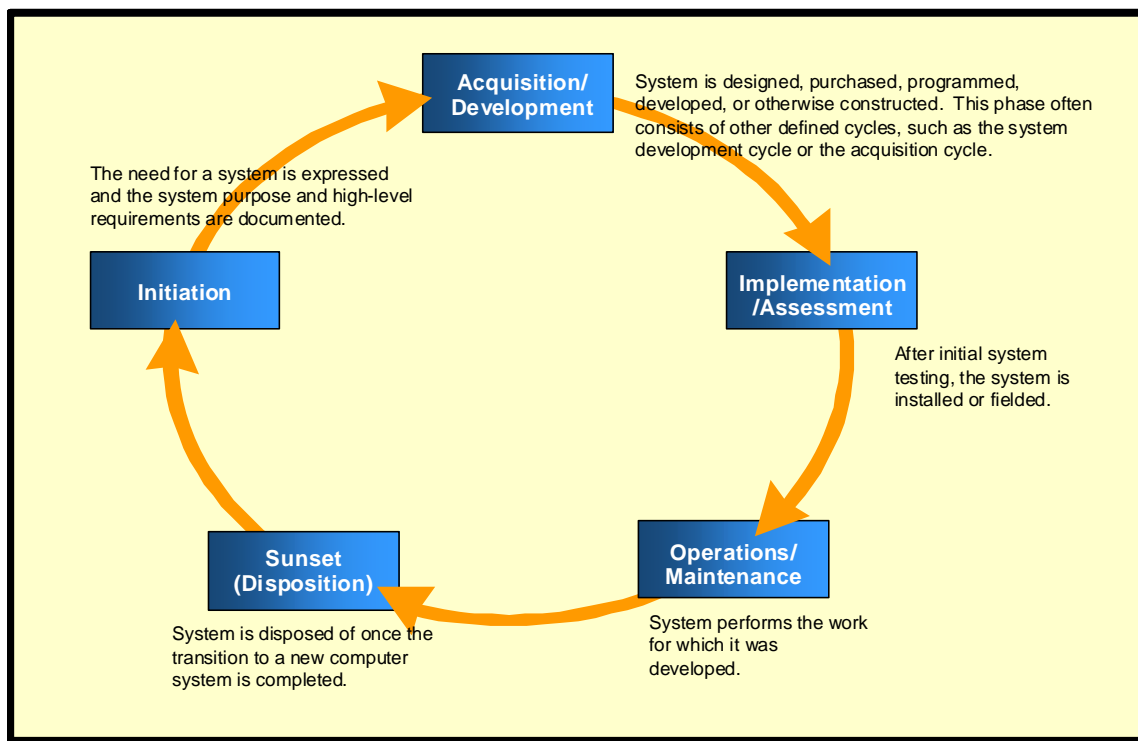 Acquisition/
Development
System is designed, purchased, programmed,
developed, or otherwise constructed.  This phase often
consists of other defined cycles, such as the system
development cycle or the acquisition cycle.
The need for a system is expressed
and the system purpose and high-level
requirements are documented.
Initiation
Implementation
/Assessment
After initial system
testing, the system is
installed or fielded.
Operations/
Maintenance
System performs the work
for which it was
developed.
Sunset
(Disposition)
System is disposed of once the
transition to a new computer
system is completed.